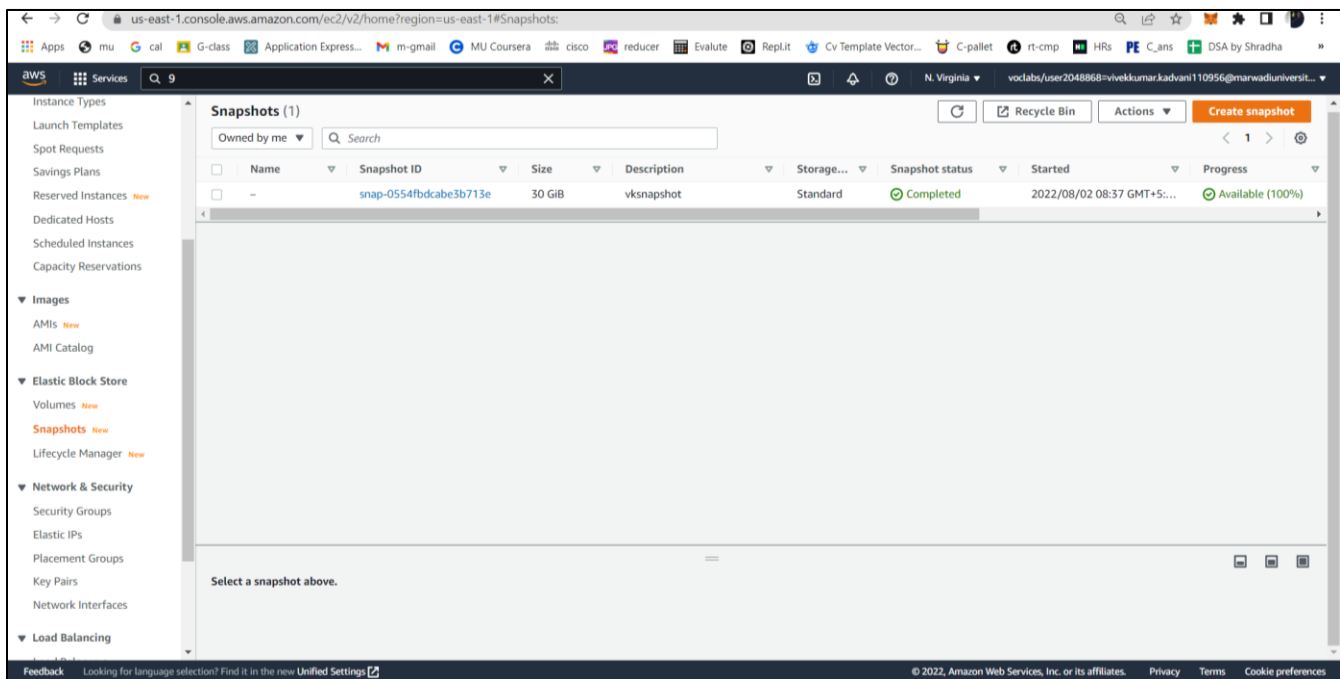 us-east-1.console.aws.amazon.com/ec2/v2/home?region=us-east-1#Snapshots:
Apps mu cal G-class Application Express... m-gmail MU Coursera cisco reducer Evalute Repl.it Cv Template Vector... C-pallet rt-cmp HRs C_ans DSA by Shradha »
aws Services 9 N. Virginia voclabs/user2048868=vivekkumar.kadvani110956@marwadiuniversit...
Instance Types
Launch Templates
Spot Requests
Savings Plans
Reserved Instances New
Dedicated Hosts
Scheduled Instances
Capacity Reservations
Images
AMIs New
AMI Catalog
Elastic Block Store
Volumes New
Snapshots New
Lifecycle Manager New
Network & Security
Security Groups
Elastic IPs
Placement Groups
Key Pairs
Network Interfaces
Load Balancing
Snapshots (1) Recycle Bin Actions Create snapshot
Owned by me Search 1
Name Snapshot ID Size Description Storage... Snapshot status Started Progress
– snap-0554fbdcabe3b713e 30 GiB vksnapshot Standard Completed 2022/08/02 08:37 GMT+5:... Available (100%)
Select a snapshot above.
Feedback Looking for language selection? Find it in the new Unified Settings © 2022, Amazon Web Services, Inc. or its affiliates. Privacy Terms Cookie preferences